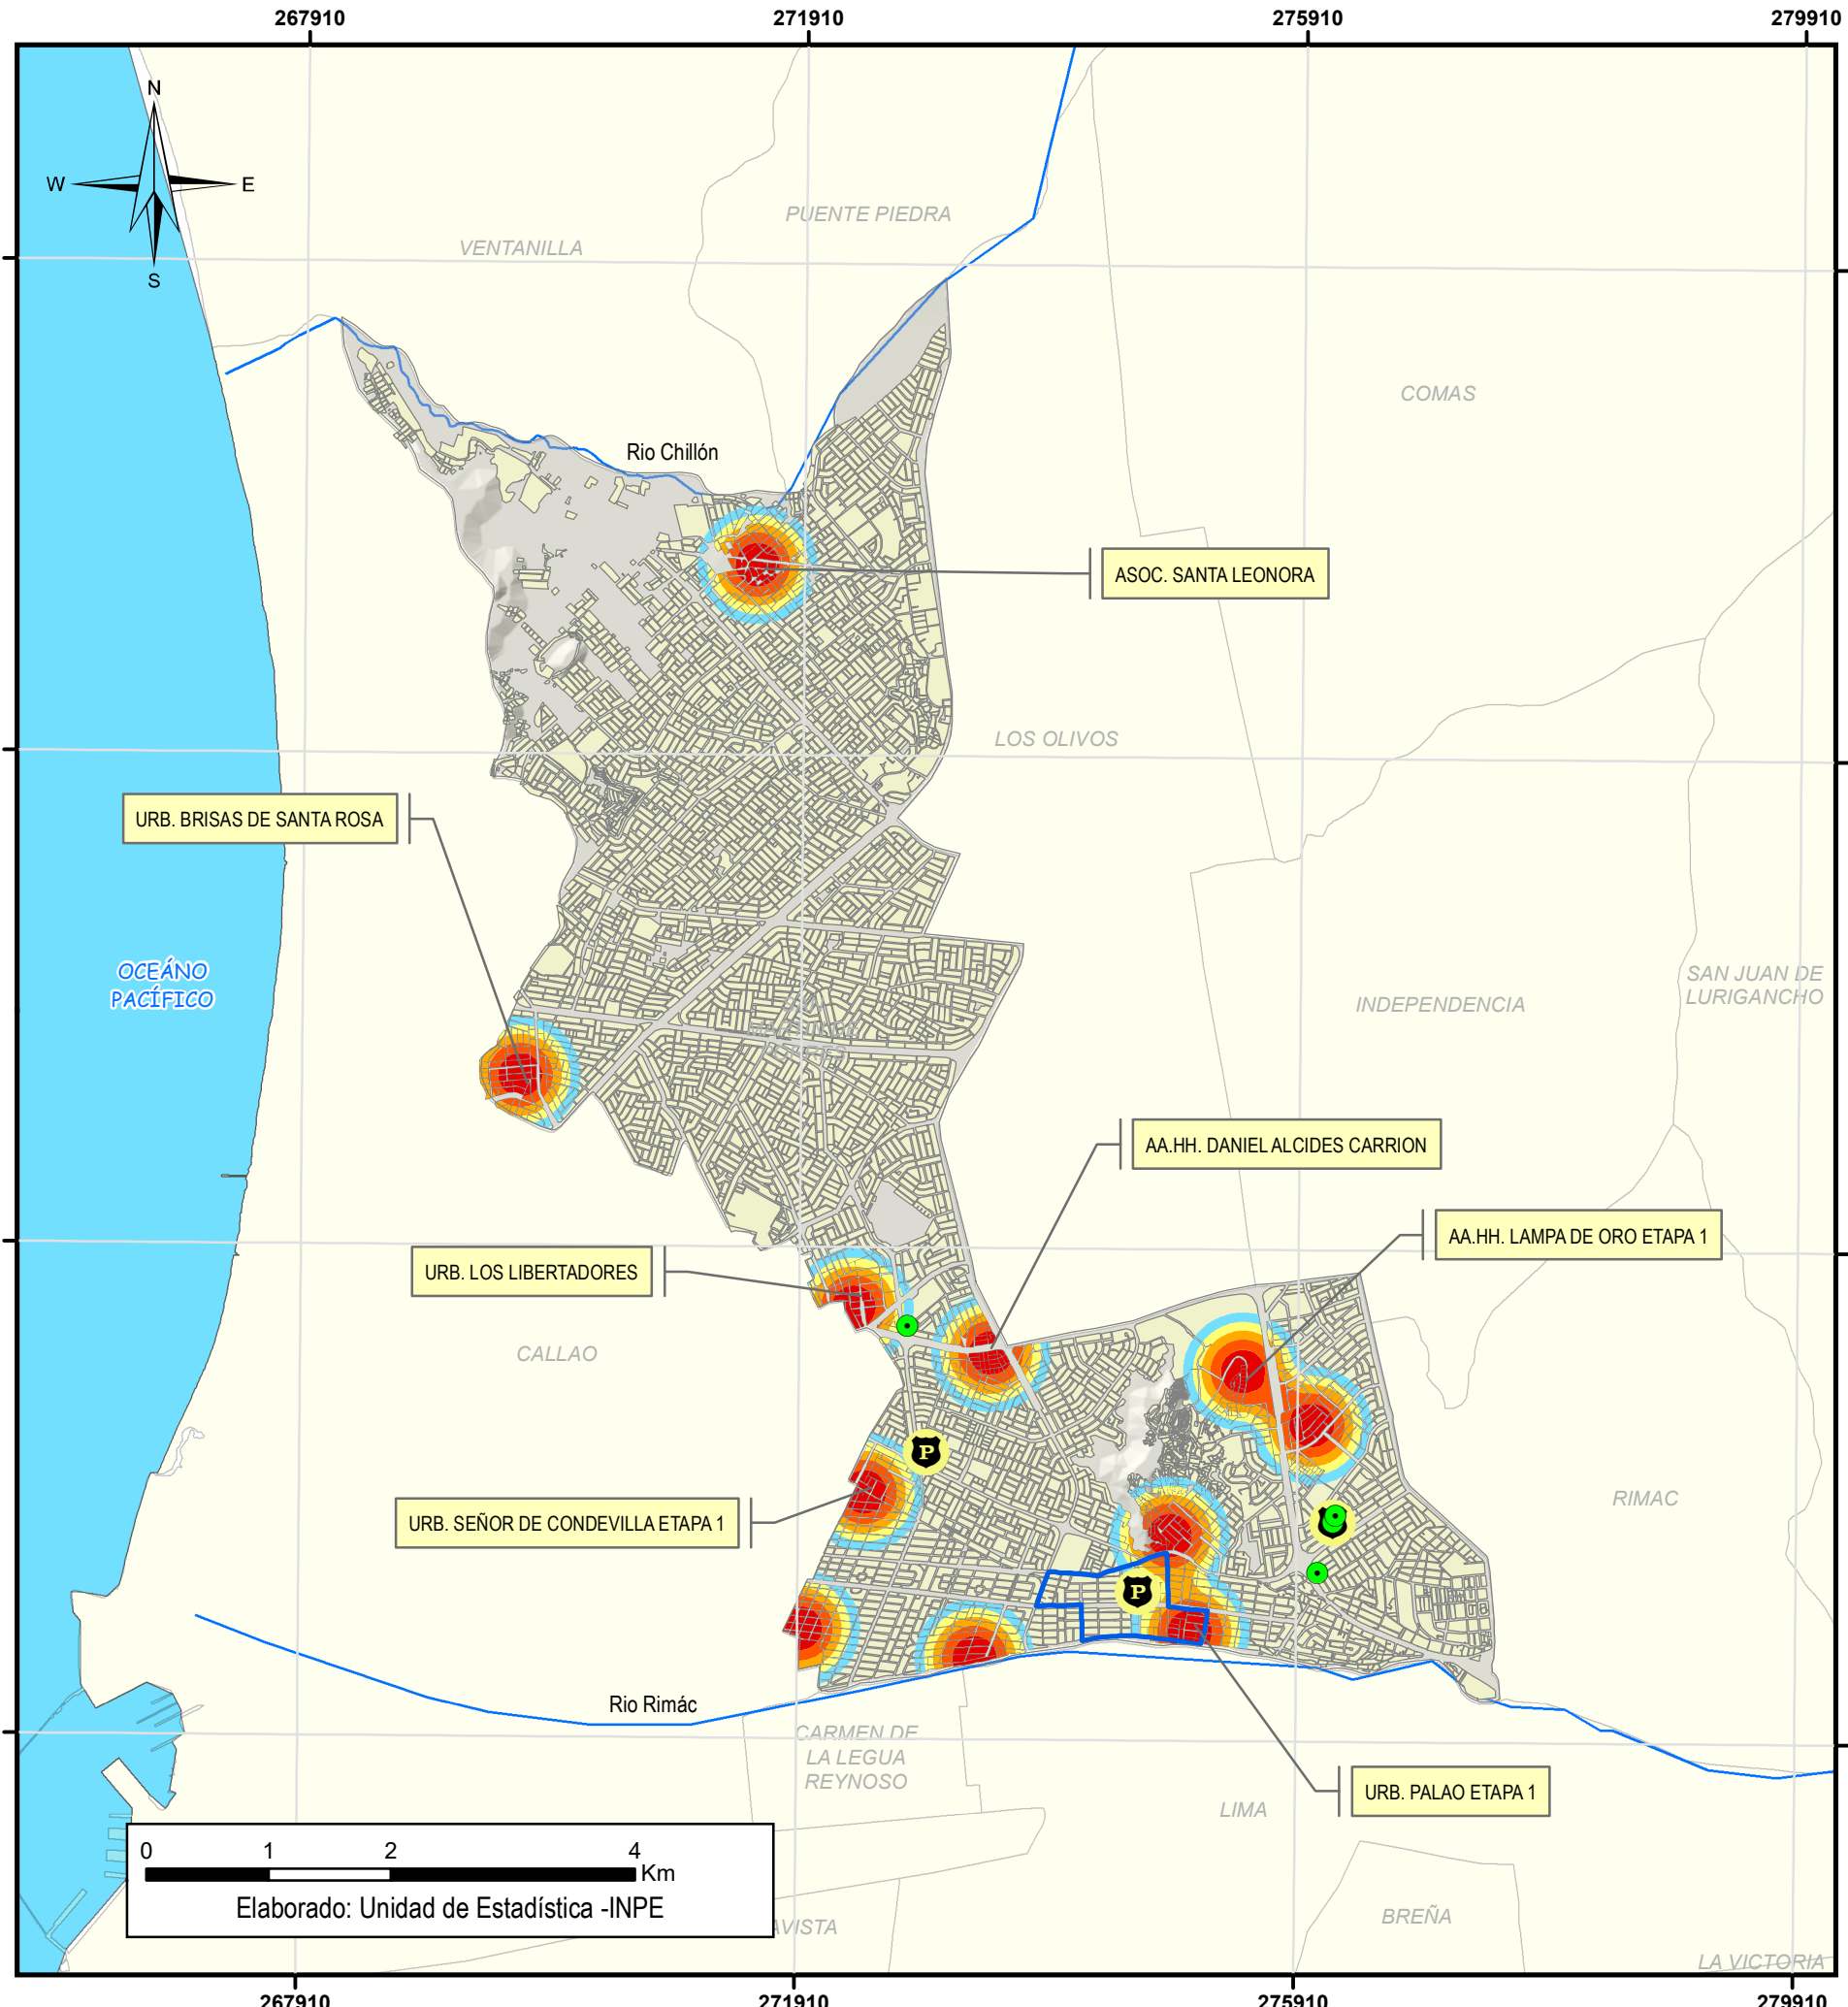 267910
271910
275910
279910
N
W
E
S
PUENTE PIEDRA
VENTANILLA
COMAS
Rio Chillón
ASOC. SANTA LEONORA
LOS OLIVOS
URB. BRISAS DE SANTA ROSA
OCEÁNO
PACÍFICO
SAN JUAN DE
LURIGANCHO
INDEPENDENCIA
AA.HH. DANIEL ALCIDES CARRION
AA.HH. LAMPA DE ORO ETAPA 1
URB. LOS LIBERTADORES
CALLAO
P
RIMAC
URB. SEÑOR DE CONDEVILLA ETAPA 1
P
Rio Rimác
CARMEN DE
LA LEGUA
REYNOSO
URB. PALAO ETAPA 1
LIMA
0
1
2
4
Km
Elaborado: Unidad de Estadística -INPE
AVISTA
BREÑA
LA VICTORIA
267910
271910
275910
279910